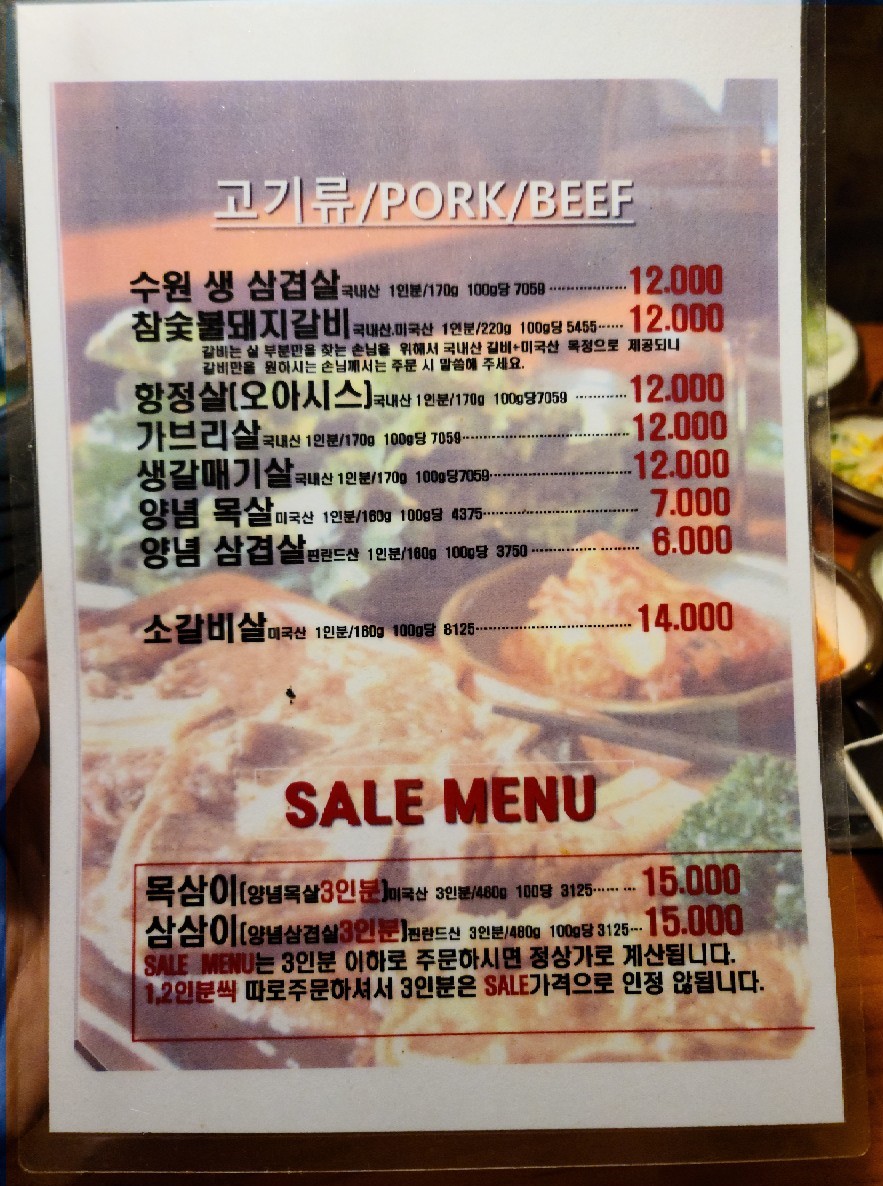 고기류/PORK/BEEF
수원 생 삼겹살국내산 1인분/170g 100g당 7059 12.000
참숯불돼지갈비국내산.미국산 1인분/220g 100g당 5455 12.000
갈비는 살 부분만을 찾는 손님을 위해서 국내산 갈비+미국산 목정으로 제공되니
갈비만을 원하시는 손님께서는 주문 시 말씀해 주세요.
항정살(오아시스)국내산 1인분/170g 100g당7059 12.000
가브리살국내산 1인분/170g 100g당 7059 12.000
생갈매기살국내산 1인분/170g 100g당7059 12.000
양념 목살미국산 1인분/160g 100g당 4375 7.000
양념 삼겹살핀란드산 1인분/160g 100g당 3750 6.000
소갈비살미국산 1인분/160g 100g당 8125 14.000
SALE MENU
목삼이(양념목살3인분)미국산 3인분/480g 100당 3125 15.000
삼삼이(양념삼겹살3인분)핀란드산 3인분/480g 100g당 3125 15.000
SALE MENU는 3인분 이하로 주문하시면 정상가로 계산됩니다.
1,2인분씩 따로주문하셔서 3인분은 SALE가격으로 인정 않됩니다.